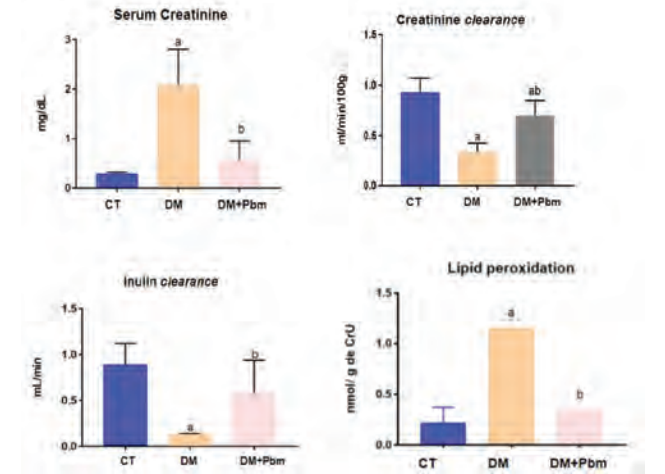 Serum Creatinine
3
2
1
0
mg/dL
a
b
CT DM DM+Pbm
Creatinine clearance
1.5
1.0
0.5
0.0
ml/min/100g
a
ab
CT DM DM+Pbm
Inulin clearance
1.5
1.0
0.5
0.0
mL/min
a
b
CT DM DM+Pbm
Lipid peroxidation
1.5
1.0
0.5
0.0
nmol/ g de CrU
a
b
CT DM DM+Pbm